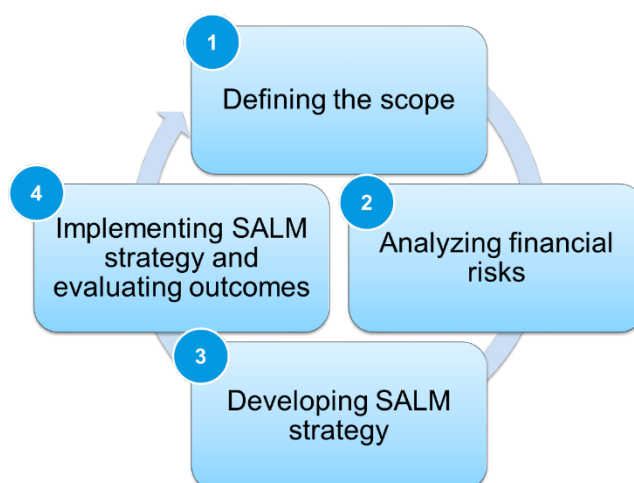 1
Defining the scope
2
Analyzing financial
risks
3
Developing SALM
strategy
4
Implementing SALM
strategy and
evaluating outcomes